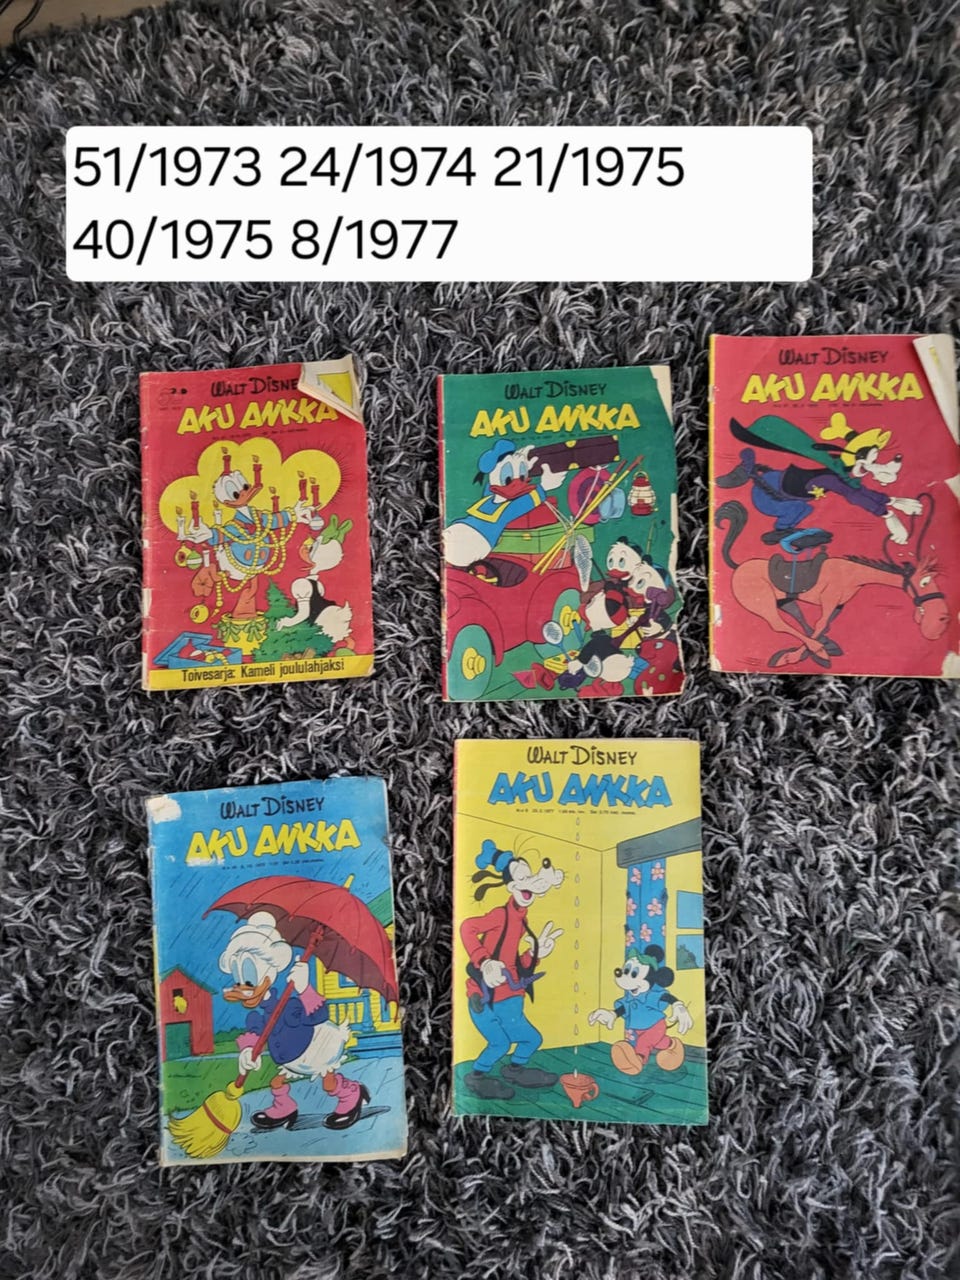 51/1973 24/1974 21/1975
40/1975 8/1977
WALT DISNEY
AKU ANKKA
Toivesarja: Kameli joululahjaksi
WALT DISNEY
AKU ANKKA
WALT DISNEY
AKU ANKKA
WALT DISNEY
AKU ANKKA
WALT DISNEY
AKU ANKKA